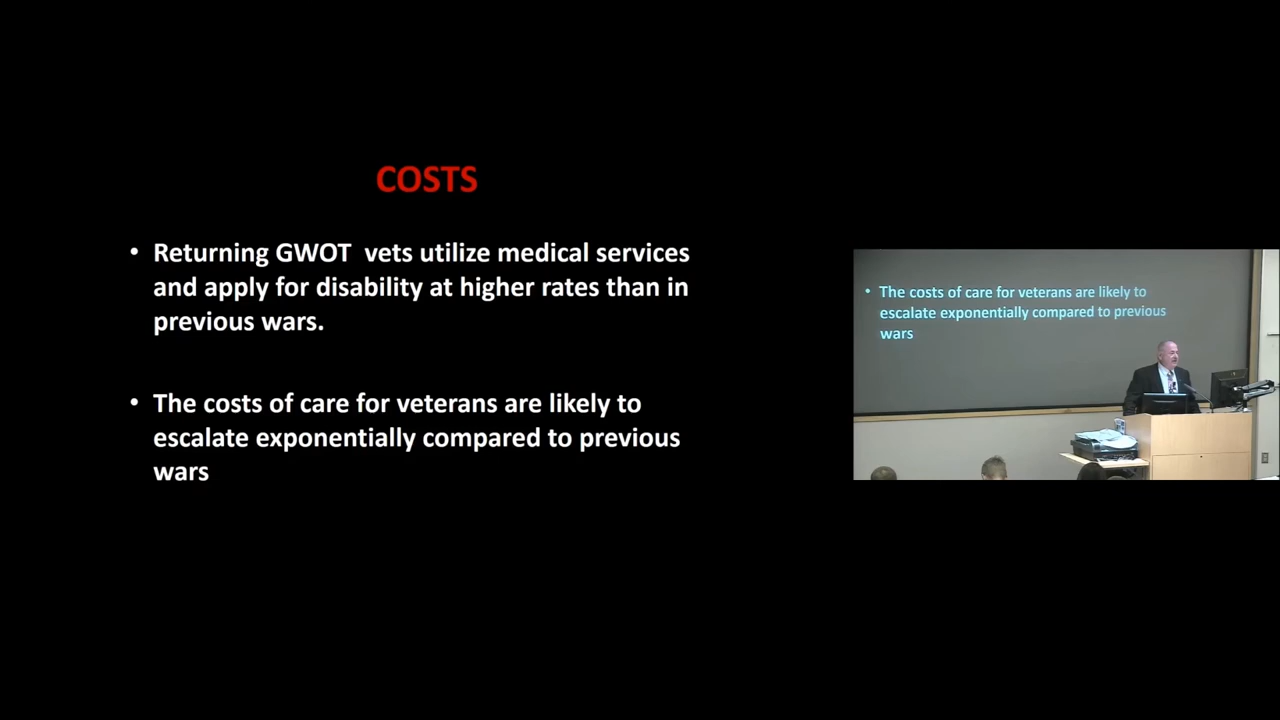 COSTS
• Returning GWOT  vets utilize medical services
and apply for disability at higher rates than in
previous wars.
• The costs of care for veterans are likely to
escalate exponentially compared to previous
wars
• The costs of care for veterans are likely to
escalate exponentially compared to previous
wars